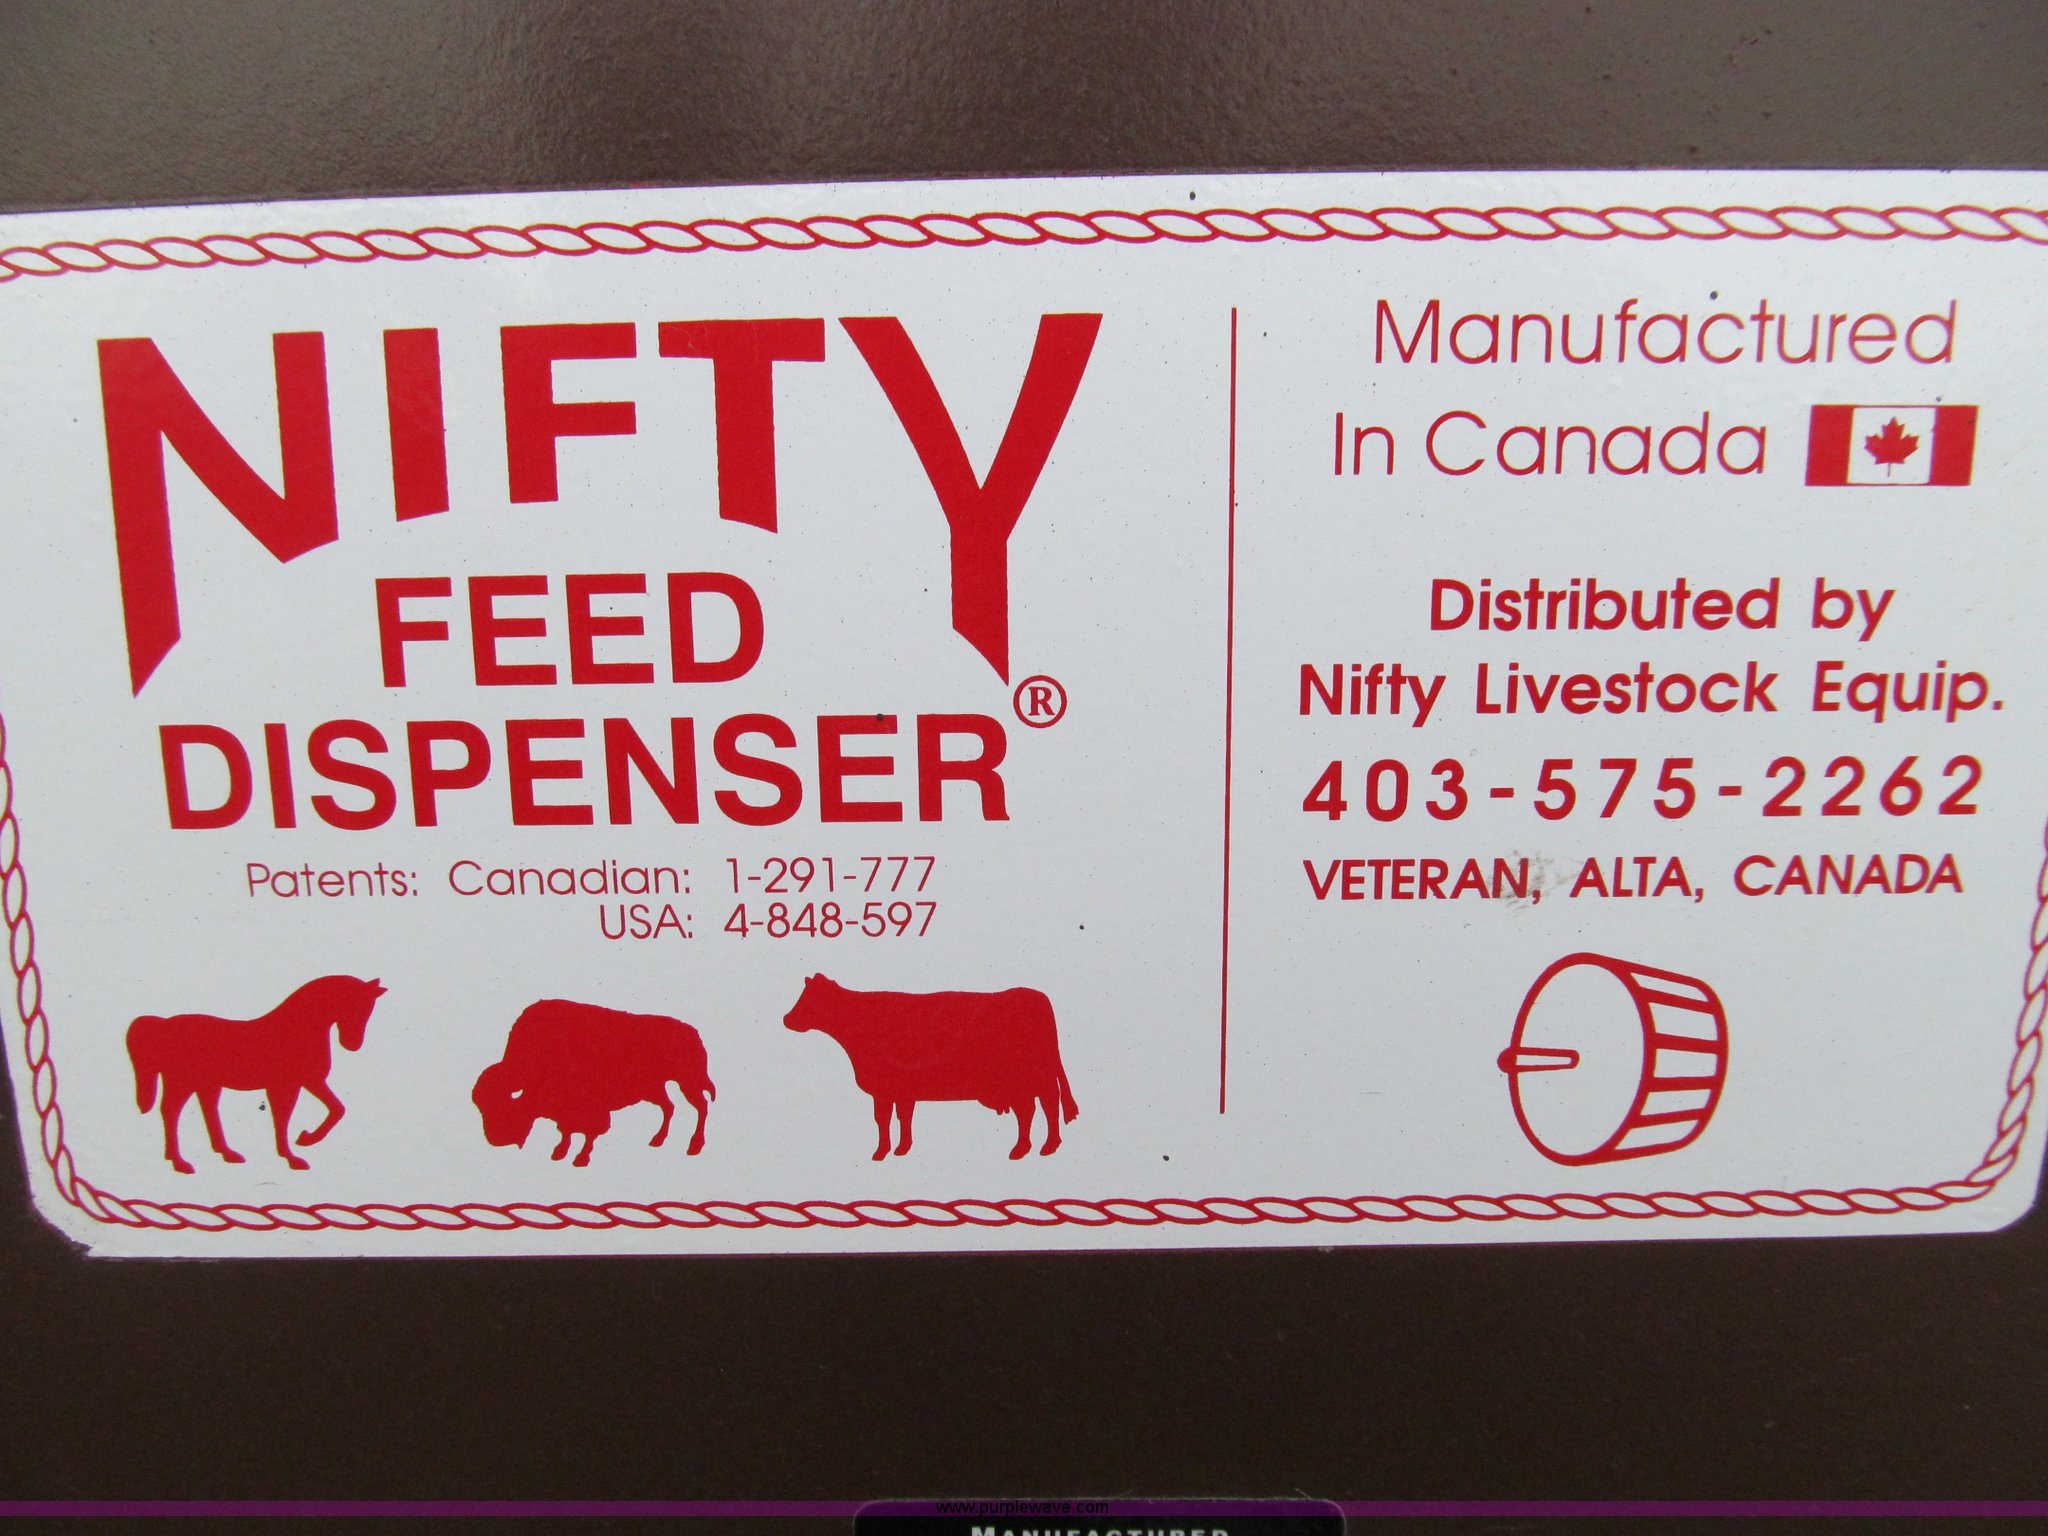 NIFTY
FEED
DISPENSER®
Patents: Canadian: 1-291-777
USA: 4-848-597
Manufactured
In Canada
Distributed by
Nifty Livestock Equip.
403-575-2262
VETERAN, ALTA, CANADA
www.purplewave.com
MANUFACTURED